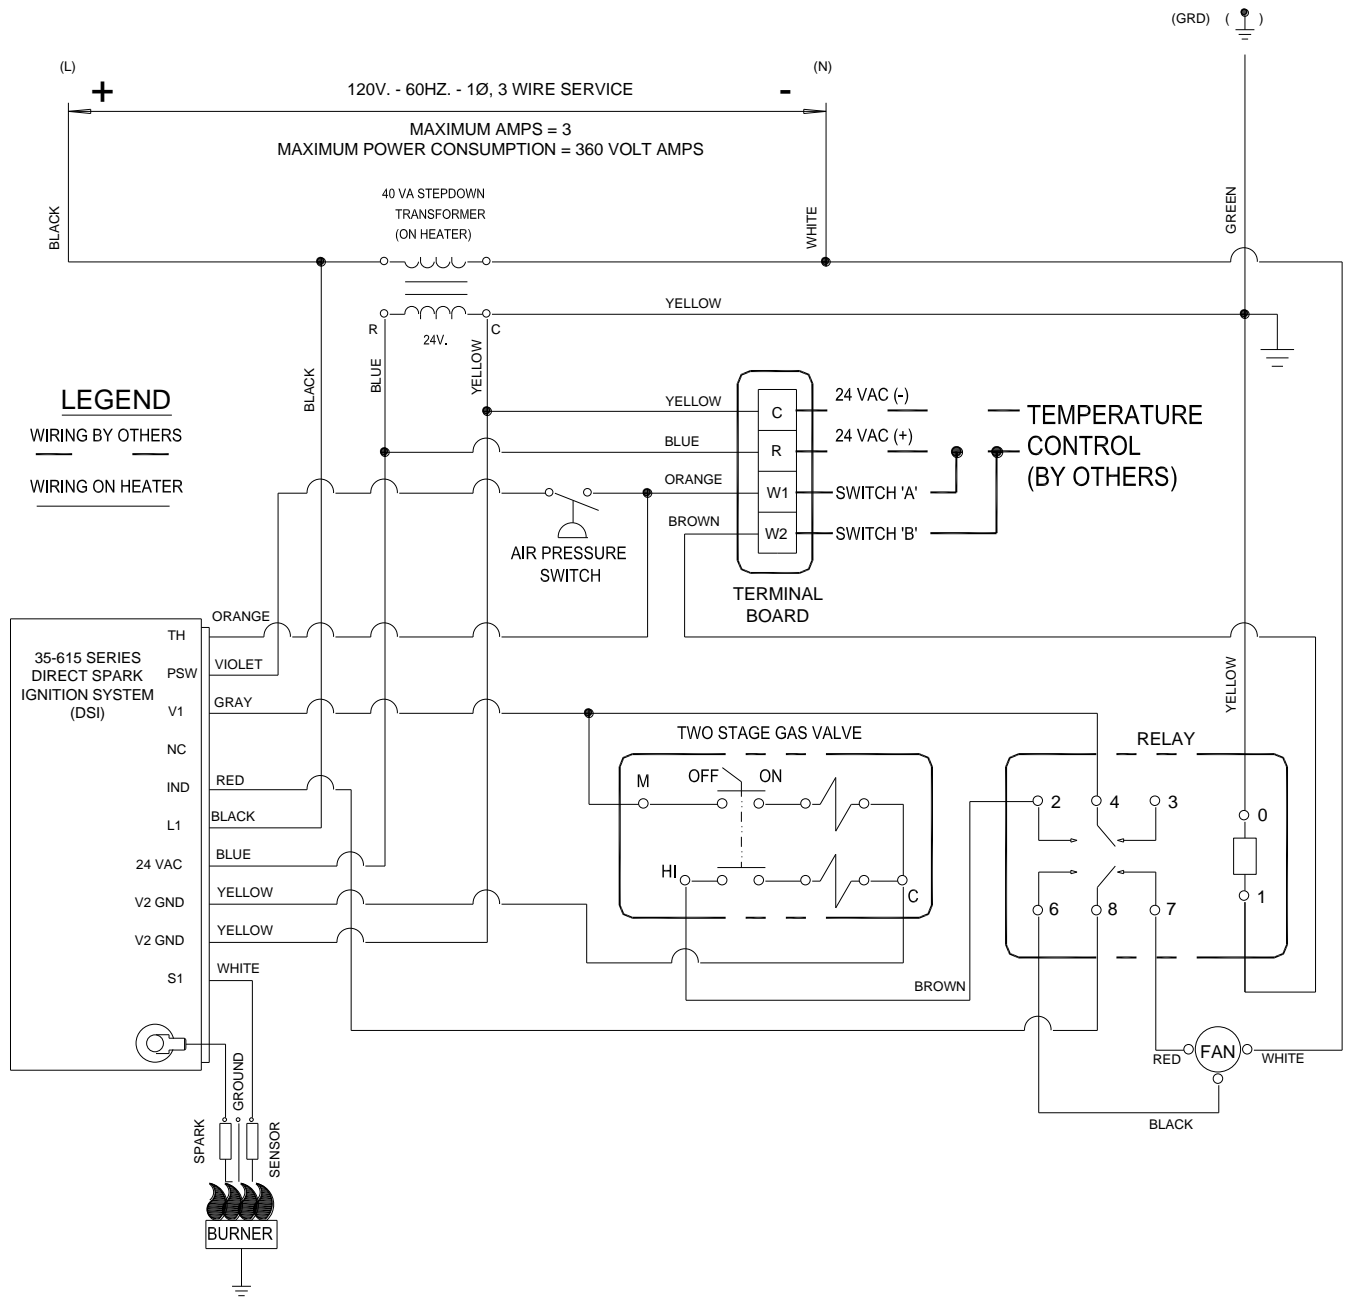 (GRD) ( )
(L)
(N)
+
-
120V. - 60HZ. - 1Ø, 3 WIRE SERVICE
MAXIMUM AMPS = 3
MAXIMUM POWER CONSUMPTION = 360 VOLT AMPS
40 VA STEPDOWN
TRANSFORMER
(ON HEATER)
BLACK
WHITE
GREEN
YELLOW
R
C
24V.
BLACK
BLUE
YELLOW
LEGEND
WIRING BY OTHERS
WIRING ON HEATER
YELLOW
BLUE
ORANGE
BROWN
C
R
W1
W2
24 VAC (-)
24 VAC (+)
SWITCH 'A'
SWITCH 'B'
TEMPERATURE
CONTROL
(BY OTHERS)
AIR PRESSURE
SWITCH
TERMINAL
BOARD
35-615 SERIES
DIRECT SPARK
IGNITION SYSTEM
(DSI)
TH
PSW
V1
NC
IND
L1
24 VAC
V2 GND
V2 GND
S1
ORANGE
VIOLET
GRAY
RED
BLACK
BLUE
YELLOW
YELLOW
WHITE
YELLOW
TWO STAGE GAS VALVE
M
OFF
ON
HI
C
RELAY
2
4
3
0
6
8
7
1
BROWN
RED
FAN
WHITE
BLACK
SPARK
GROUND
SENSOR
BURNER